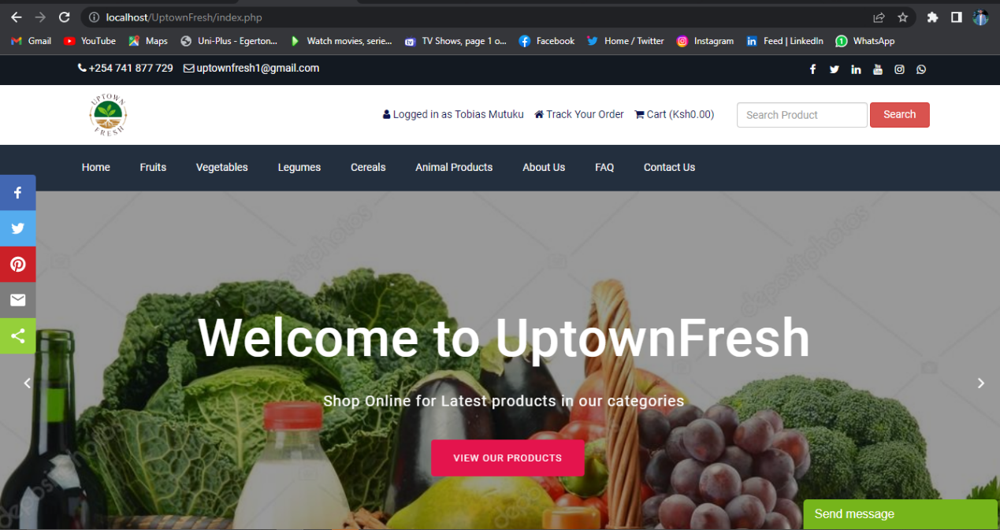 localhost/UptownFresh/index.php
Gmail YouTube Maps Uni-Plus - Egerton... Watch movies, serie... TV Shows, page 1 o... Facebook Home / Twitter Instagram Feed | LinkedIn WhatsApp
+254 741 877 729 uptownfresh1@gmail.com
UPTOWN
FRESH
Logged in as Tobias Mutuku Track Your Order Cart (Ksh0.00) Search Product Search
Home Fruits Vegetables Legumes Cereals Animal Products About Us FAQ Contact Us
depositphotos
depositphotos
Welcome to UptownFresh
Shop Online for Latest products in our categories
VIEW OUR PRODUCTS
Send message